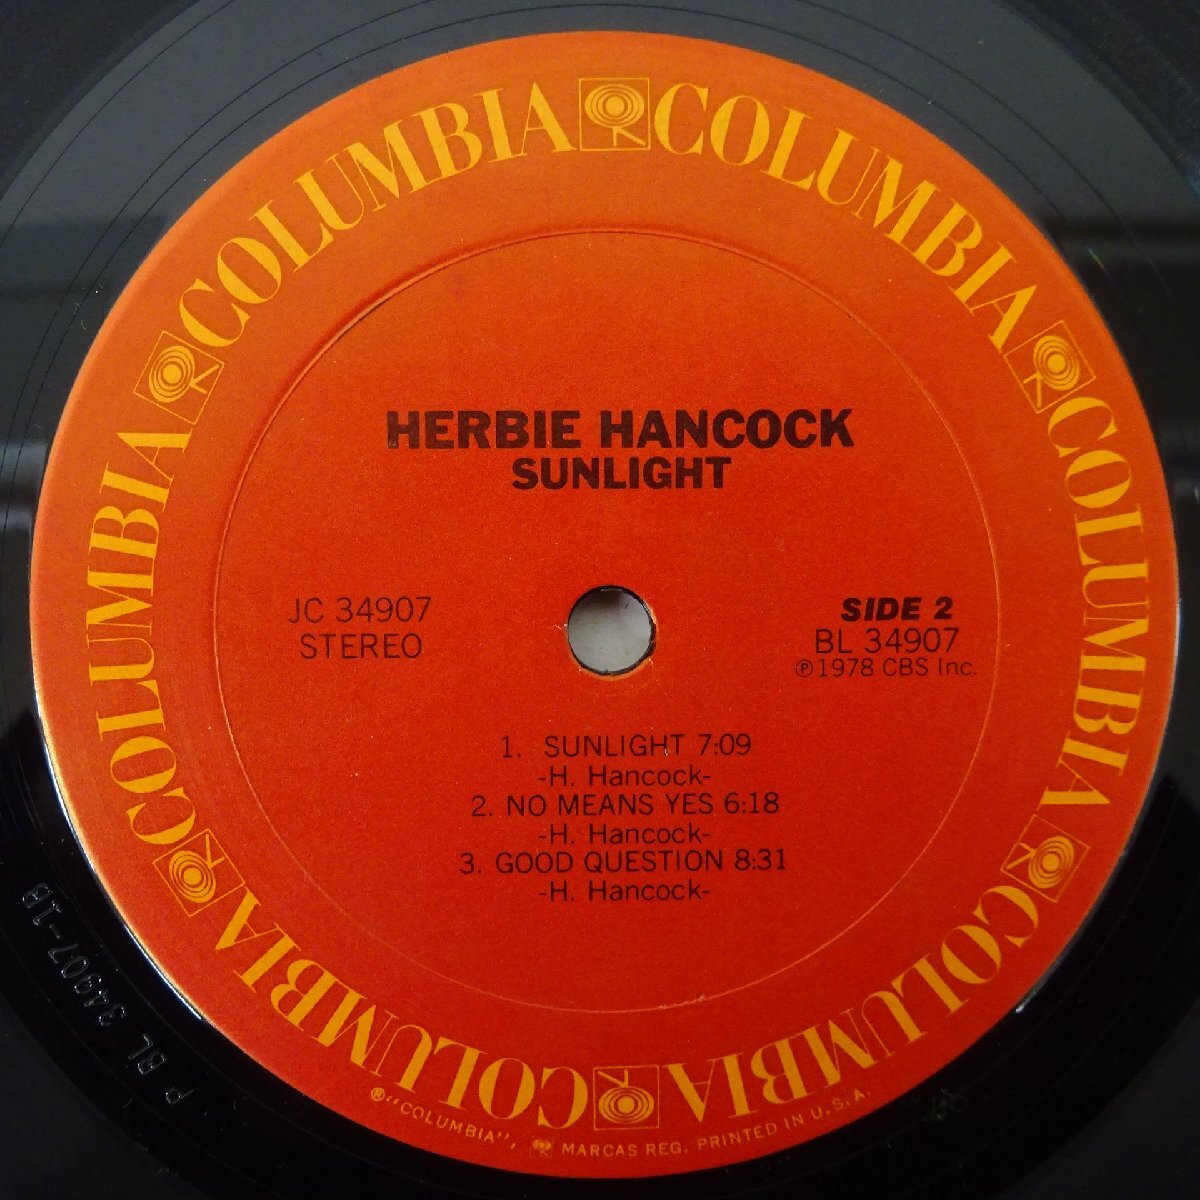 COLUMBIA COLUMBIA COLUMBIA COLUMBIA COLUMBIA COLUMBIA
HERBIE HANCOCK
SUNLIGHT
JC 34907
STEREO
SIDE 2
BL 34907
℗ 1978 CBS Inc.
1. SUNLIGHT 7:09
-H. Hancock-
2. NO MEANS YES 6:18
-H. Hancock-
3. GOOD QUESTION 8:31
-H. Hancock-
®"COLUMBIA", MARCAS REG. PRINTED IN U.S.A.
P BL 34907-1B